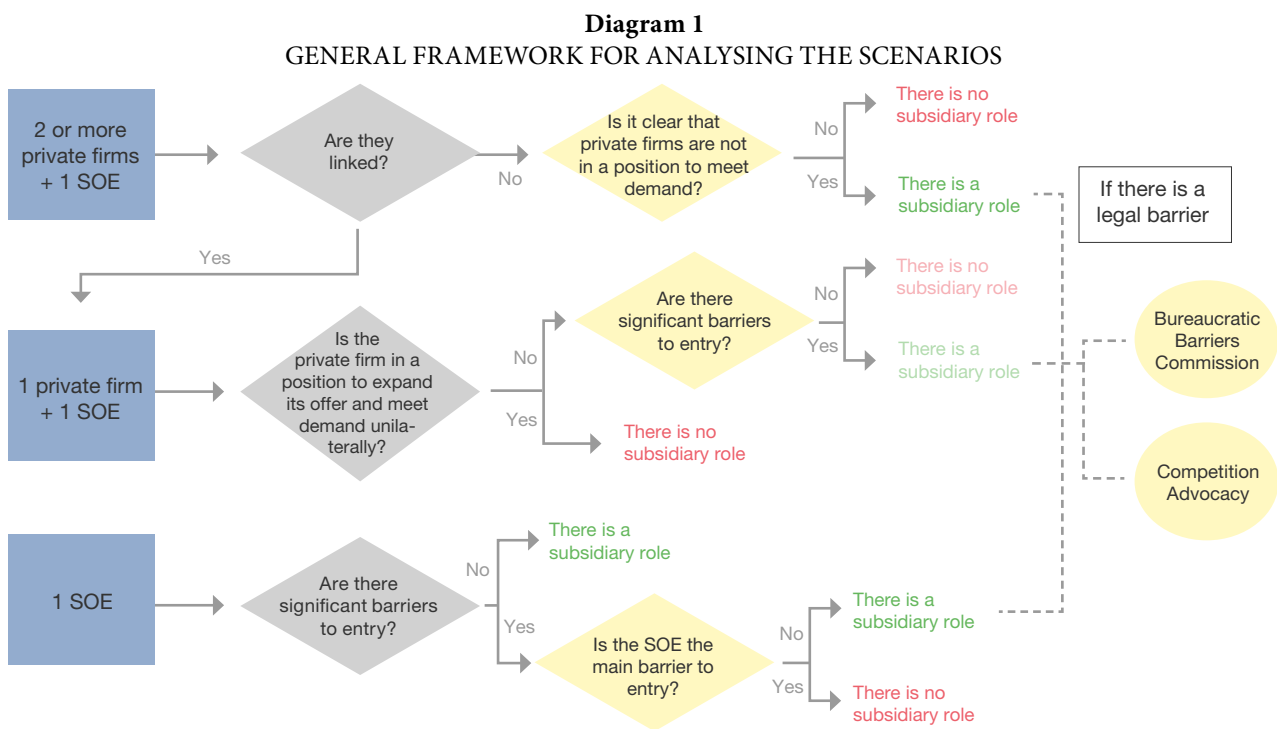 Diagram 1
GENERAL FRAMEWORK FOR ANALYSING THE SCENARIOS
2 or more
private firms
+ 1 SOE
Are they
linked?
No
Yes
Is it clear that
private firms are not
in a position to meet
demand?
No
Yes
There is no
subsidiary role
There is a
subsidiary role
If there is a
legal barrier
1 private firm
+ 1 SOE
Is the
private firm in a
position to expand
its offer and meet
demand unila-
terally?
No
Yes
Are there
significant barriers
to entry?
No
Yes
There is no
subsidiary role
There is a
subsidiary role
There is no
subsidiary role
Bureaucratic
Barriers
Commission
Competition
Advocacy
1 SOE
Are there
significant barriers
to entry?
No
Yes
There is a
subsidiary role
Is the SOE the
main barrier to
entry?
No
Yes
There is a
subsidiary role
There is no
subsidiary role